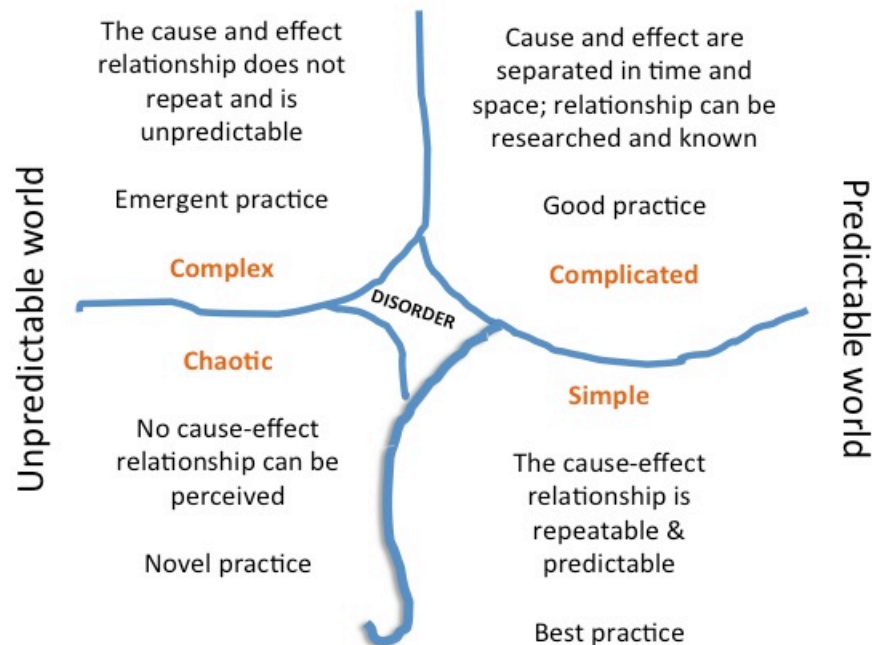 Unpredictable world
The cause and effect
relationship does not
repeat and is
unpredictable
Emergent practice
Complex
Cause and effect are
separated in time and
space; relationship can be
researched and known
Good practice
Complicated
DISORDER
Chaotic
No cause-effect
relationship can be
perceived
Novel practice
Simple
The cause-effect
relationship is
repeatable &
predictable
Best practice
Predictable world